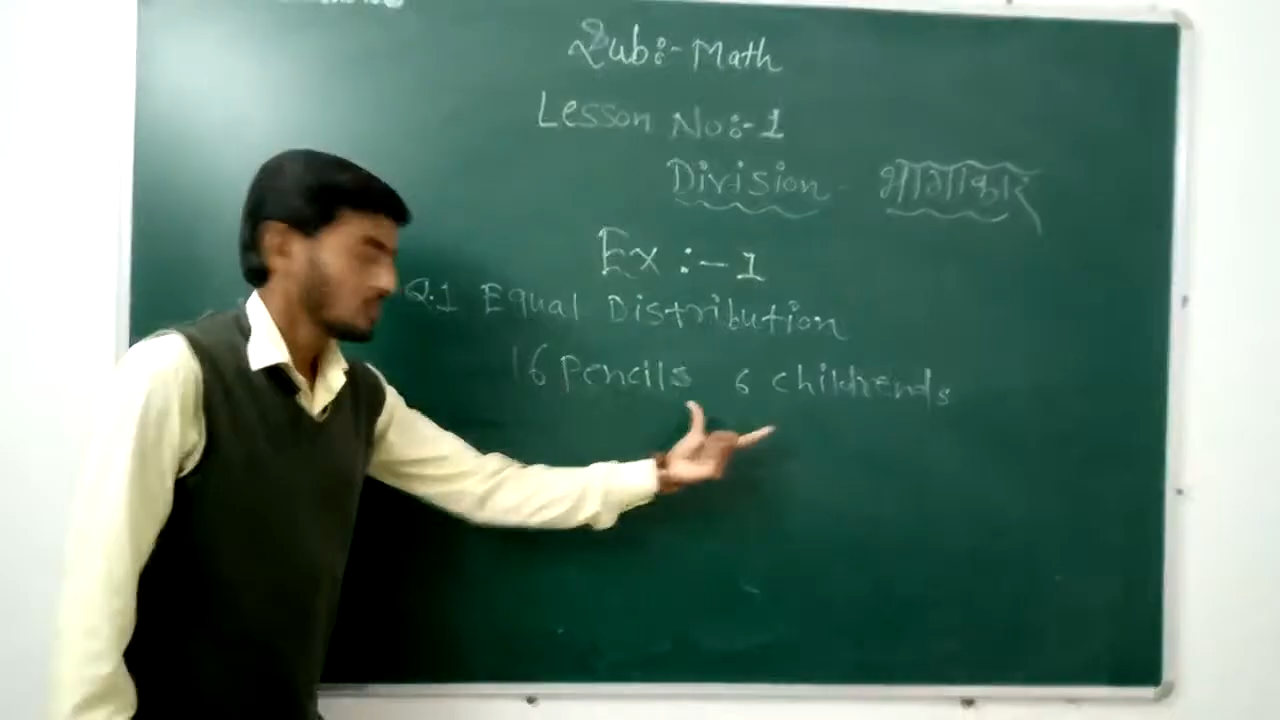 Sub:- Math
Lesson No:-1
Division - भागाकार
Ex :- 1
Q.1 Equal Distribution
16 pencils 6 childrends